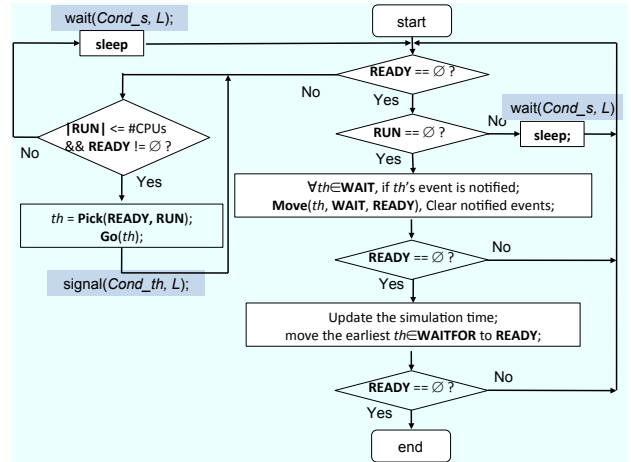 wait(Cond_s, L);
start
sleep
READY == ∅ ?
No
Yes
wait(Cond_s, L)
|RUN| <= #CPUs
&& READY != ∅ ?
RUN == ∅ ?
No
sleep;
No
Yes
Yes
∀th∈WAIT, if th's event is notified;
Move(th, WAIT, READY), Clear notified events;
th = Pick(READY, RUN);
Go(th);
READY == ∅ ?
No
signal(Cond_th, L);
Yes
Update the simulation time;
move the earliest th∈WAITFOR to READY;
READY == ∅ ?
No
Yes
end